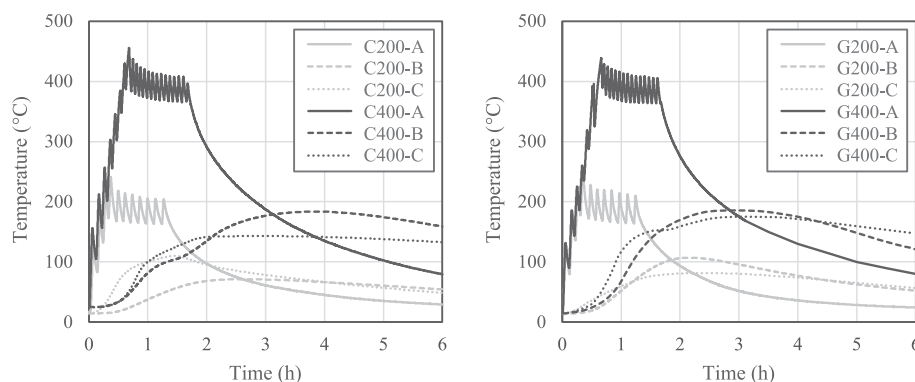 500
400
300
200
100
0
Temperature (°C)
0 1 2 3 4 5 6
Time (h)
C200-A
C200-B
C200-C
C400-A
C400-B
C400-C
500
400
300
200
100
0
Temperature (°C)
0 1 2 3 4 5 6
Time (h)
G200-A
G200-B
G200-C
G400-A
G400-B
G400-C